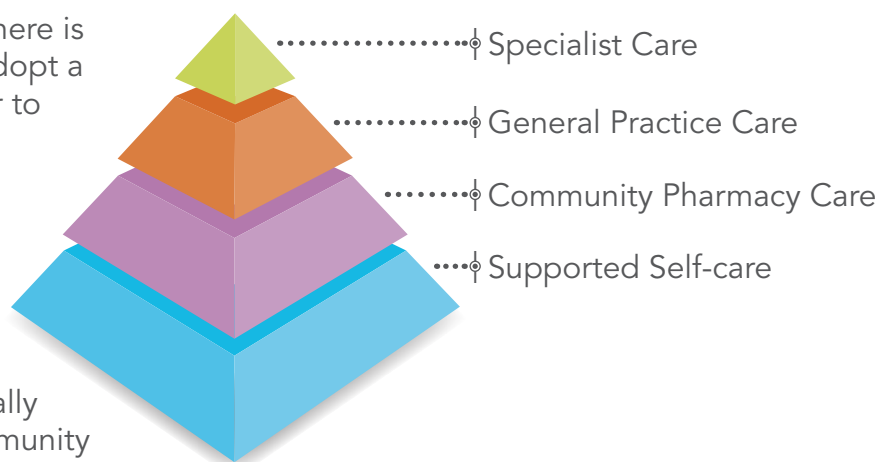 here is
dopt a
r to
ally
munity
Specialist Care
General Practice Care
Community Pharmacy Care
Supported Self-care